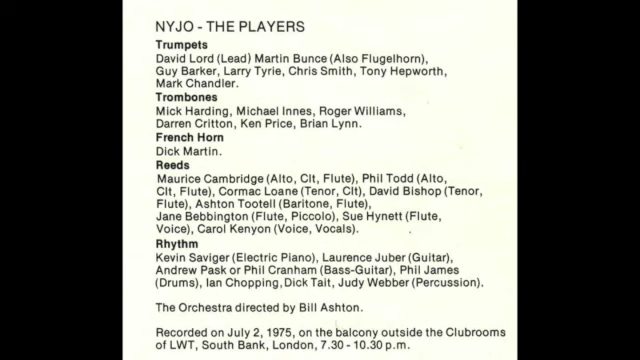 NYJO - THE PLAYERS
Trumpets
David Lord (Lead) Martin Bunce (Also Flugelhorn),
Guy Barker, Larry Tyrie, Chris Smith, Tony Hepworth,
Mark Chandler.
Trombones
Mick Harding, Michael Innes, Roger Williams,
Darren Critton, Ken Price, Brian Lynn.
French Horn
Dick Martin.
Reeds
Maurice Cambridge (Alto, Clt, Flute), Phil Todd (Alto,
Clt, Flute), Cormac Loane (Tenor, Clt), David Bishop (Tenor,
Flute), Ashton Tootell (Baritone, Flute),
Jane Bebbington (Flute, Piccolo), Sue Hynett (Flute,
Voice), Carol Kenyon (Voice, Vocals).
Rhythm
Kevin Saviger (Electric Piano), Laurence Juber (Guitar),
Andrew Pask or Phil Cranham (Bass-Guitar), Phil James
(Drums), Ian Chopping, Dick Tait, Judy Webber (Percussion).
The Orchestra directed by Bill Ashton.
Recorded on July 2, 1975, on the balcony outside the Clubrooms
of LWT, South Bank, London, 7.30 - 10.30 p.m.